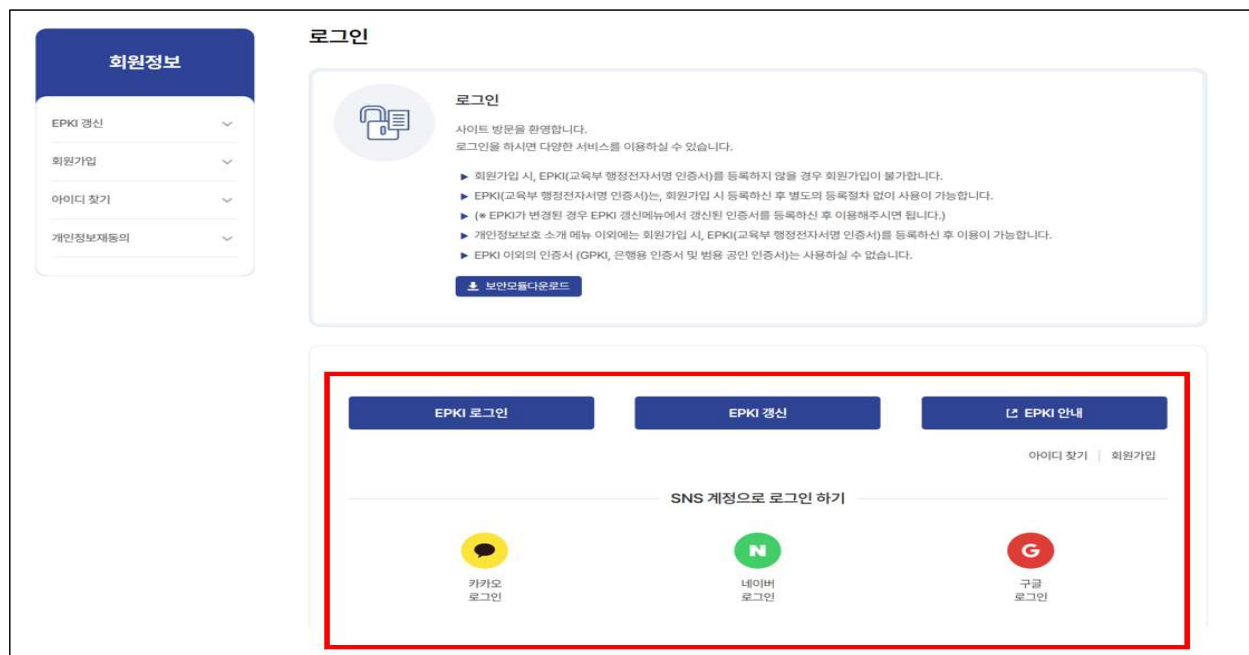 회원정보
EPKI 갱신
회원가입
아이디 찾기
개인정보재동의
로그인
로그인
사이트 방문을 환영합니다.
로그인을 하시면 다양한 서비스를 이용하실 수 있습니다.
▶ 회원가입 시, EPKI(교육부 행정전자서명 인증서)를 등록하지 않을 경우 회원가입이 불가합니다.
▶ EPKI(교육부 행정전자서명 인증서)는, 회원가입 시 등록하신 후 별도의 등록절차 없이 사용이 가능합니다.
▶ (※ EPKI가 변경된 경우 EPKI 갱신메뉴에서 갱신된 인증서를 등록하신 후 이용해주시면 됩니다.)
▶ 개인정보보호 소개 메뉴 이외에는 회원가입 시, EPKI(교육부 행정전자서명 인증서)를 등록하신 후 이용이 가능합니다.
▶ EPKI 이외의 인증서 (GPKI, 은행용 인증서 및 범용 공인 인증서)는 사용하실 수 없습니다.
보안모듈다운로드
EPKI 로그인
EPKI 갱신
EPKI 안내
아이디 찾기 | 회원가입
SNS 계정으로 로그인 하기
N
G
카카오
로그인
네이버
로그인
구글
로그인